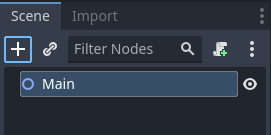 Scene Import
Filter Nodes
Main